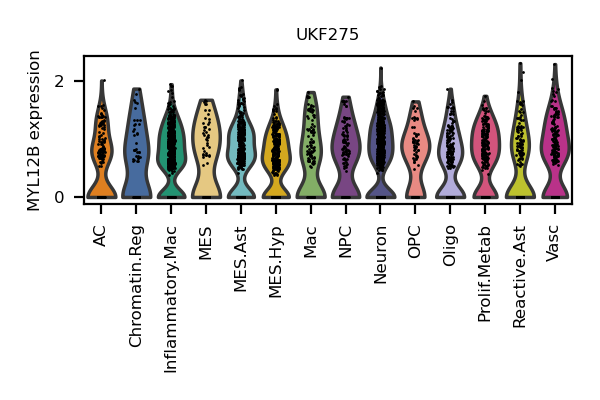 UKF275
MYL12B expression
2
0
AC
Chromatin.Reg
Inflammatory.Mac
MES
MES.Ast
MES.Hyp
Mac
NPC
Neuron
OPC
Oligo
Prolif.Metab
Reactive.Ast
Vasc